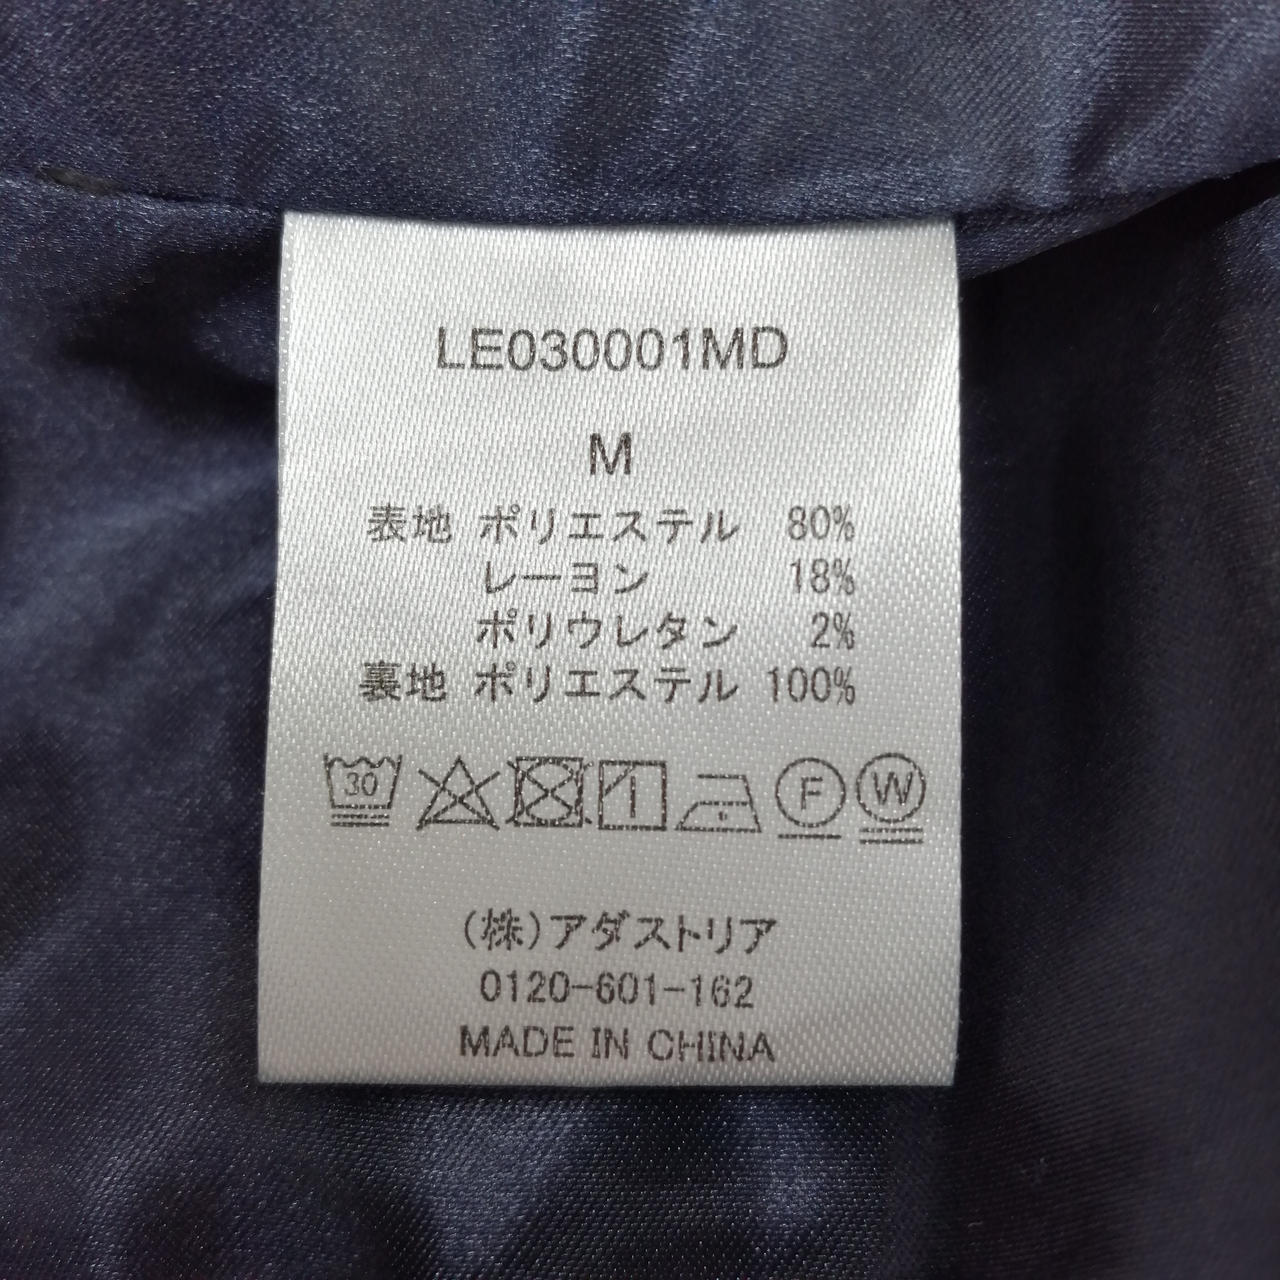 LE030001MD
M
表地 ポリエステル 80%
レーヨン 18%
ポリウレタン 2%
裏地 ポリエステル 100%
30 F W
(株)アダストリア
0120-601-162
MADE IN CHINA